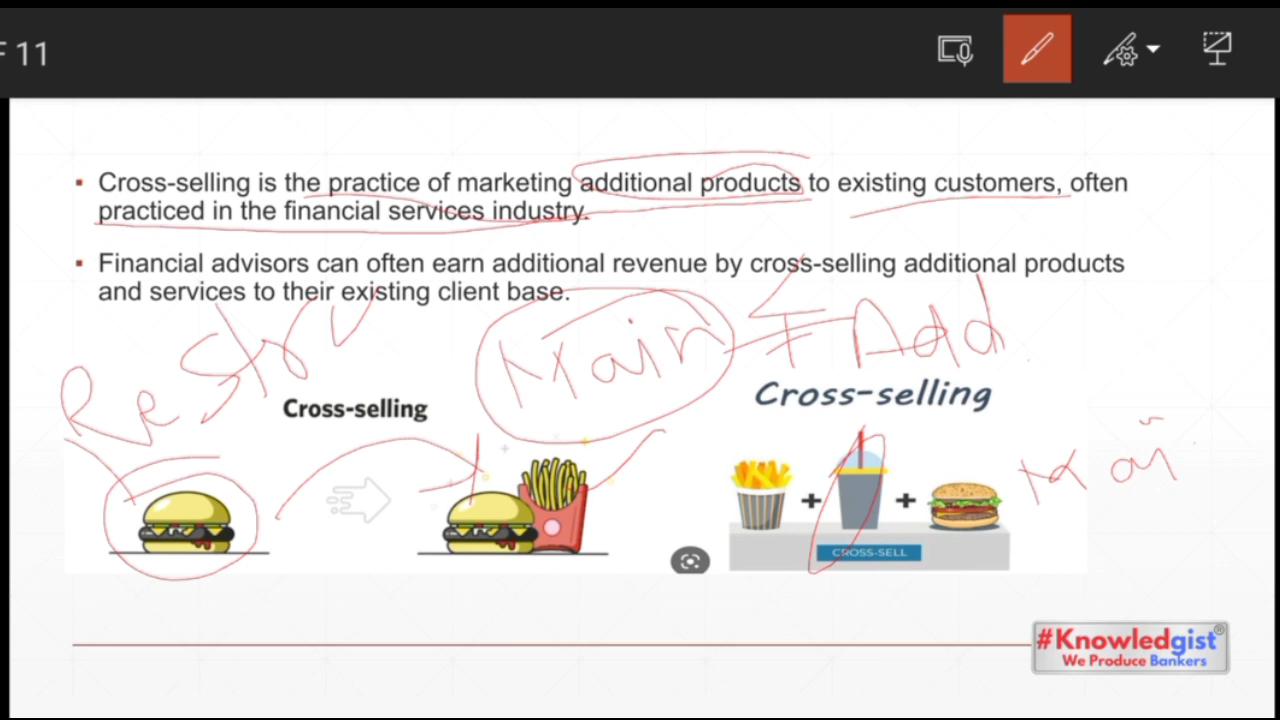 F 11
▪ Cross-selling is the practice of marketing additional products to existing customers, often
practiced in the financial services industry.
▪ Financial advisors can often earn additional revenue by cross-selling additional products
and services to their existing client base.
Main + Add
Cross-selling
Cross-selling
CROSS-SELL
#Knowledgist®
We Produce Bankers